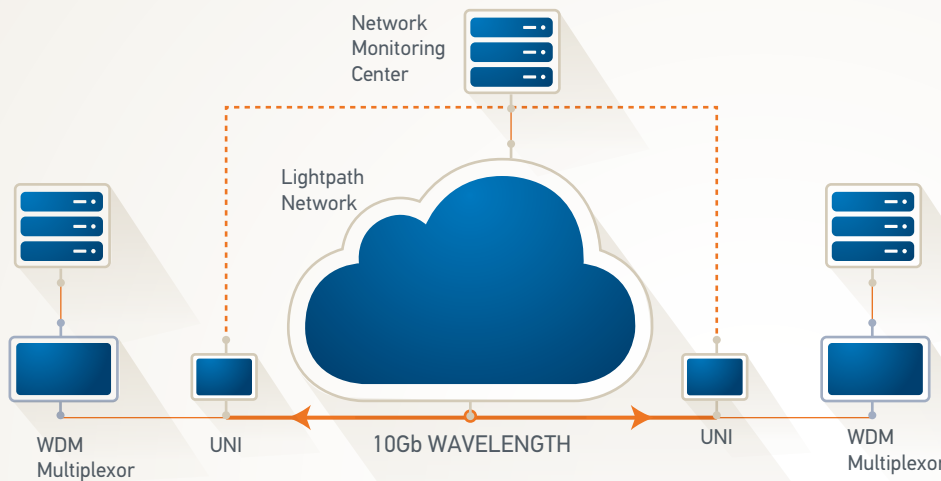 Network
Monitoring
Center
Lightpath
Network
WDM
Multiplexor
UNI
10Gb WAVELENGTH
UNI
WDM
Multiplexor